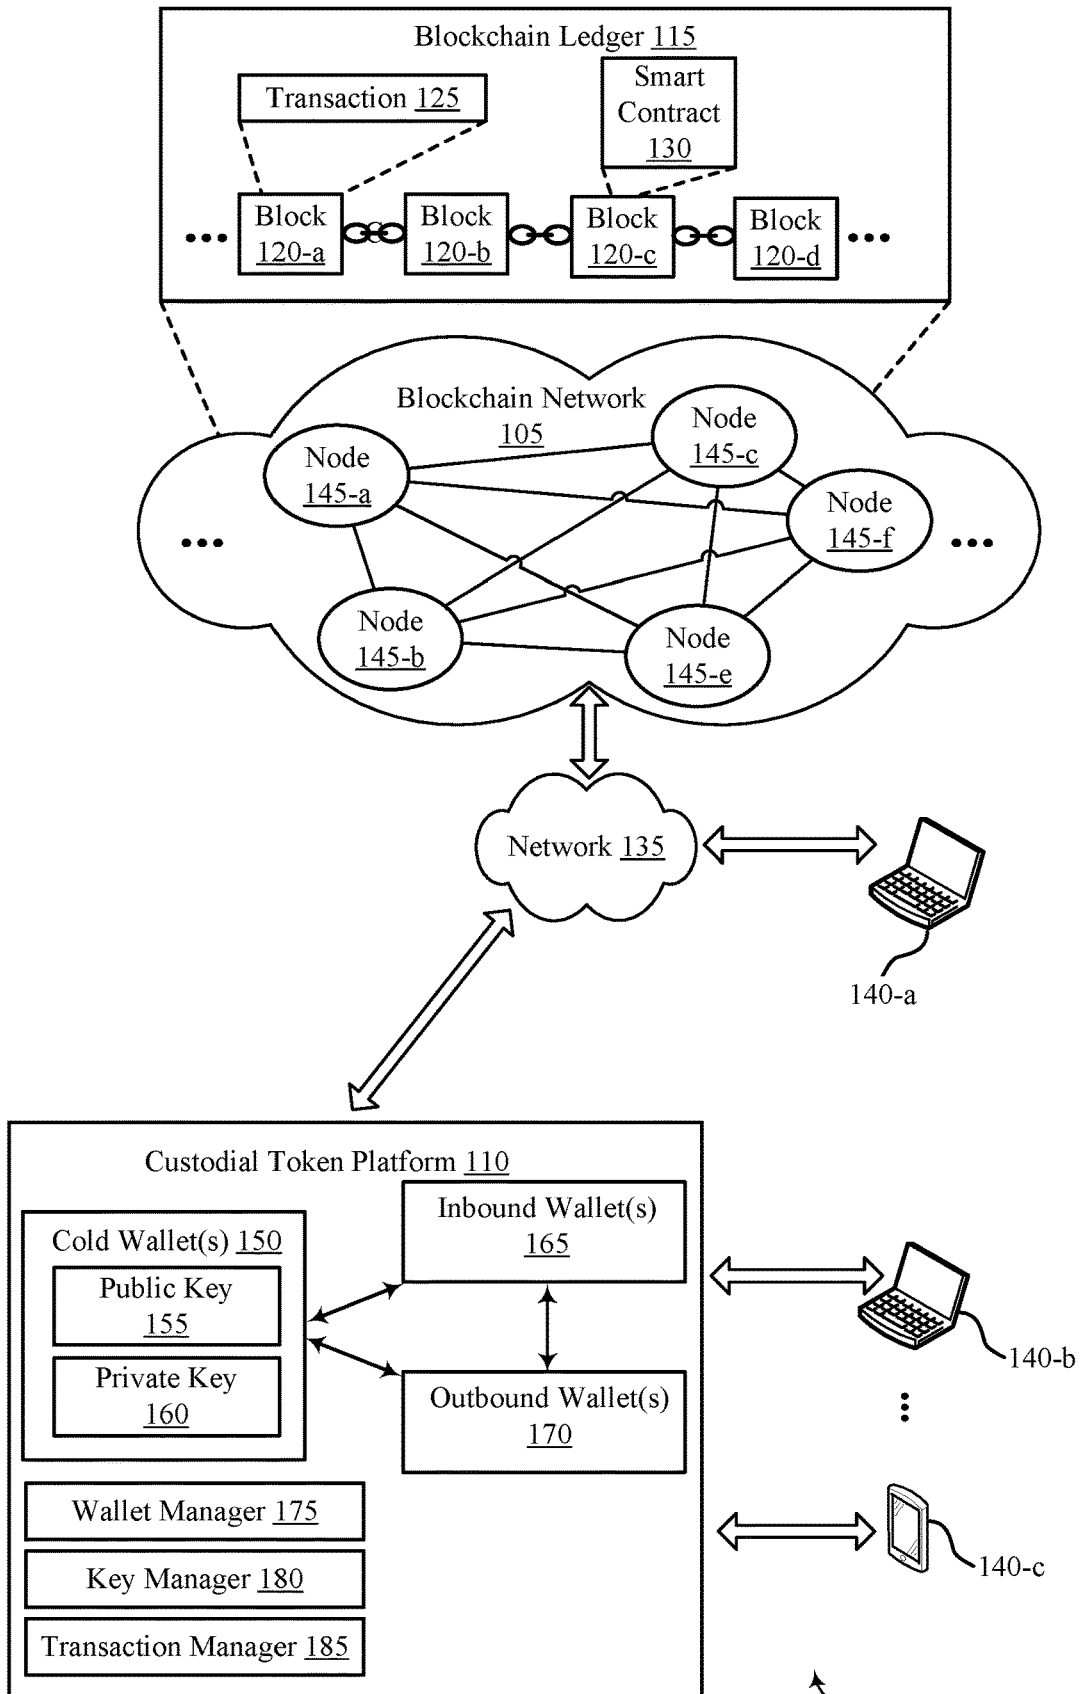 Blockchain Ledger 115
Transaction 125
Smart
Contract
130
Block
120-a
Block
120-b
Block
120-c
Block
120-d
Blockchain Network
105
Node
145-a
Node
145-c
Node
145-f
Node
145-b
Node
145-e
Network 135
140-a
Custodial Token Platform 110
Cold Wallet(s) 150
Public Key
155
Private Key
160
Inbound Wallet(s)
165
Outbound Wallet(s)
170
140-b
Wallet Manager 175
Key Manager 180
Transaction Manager 185
140-c